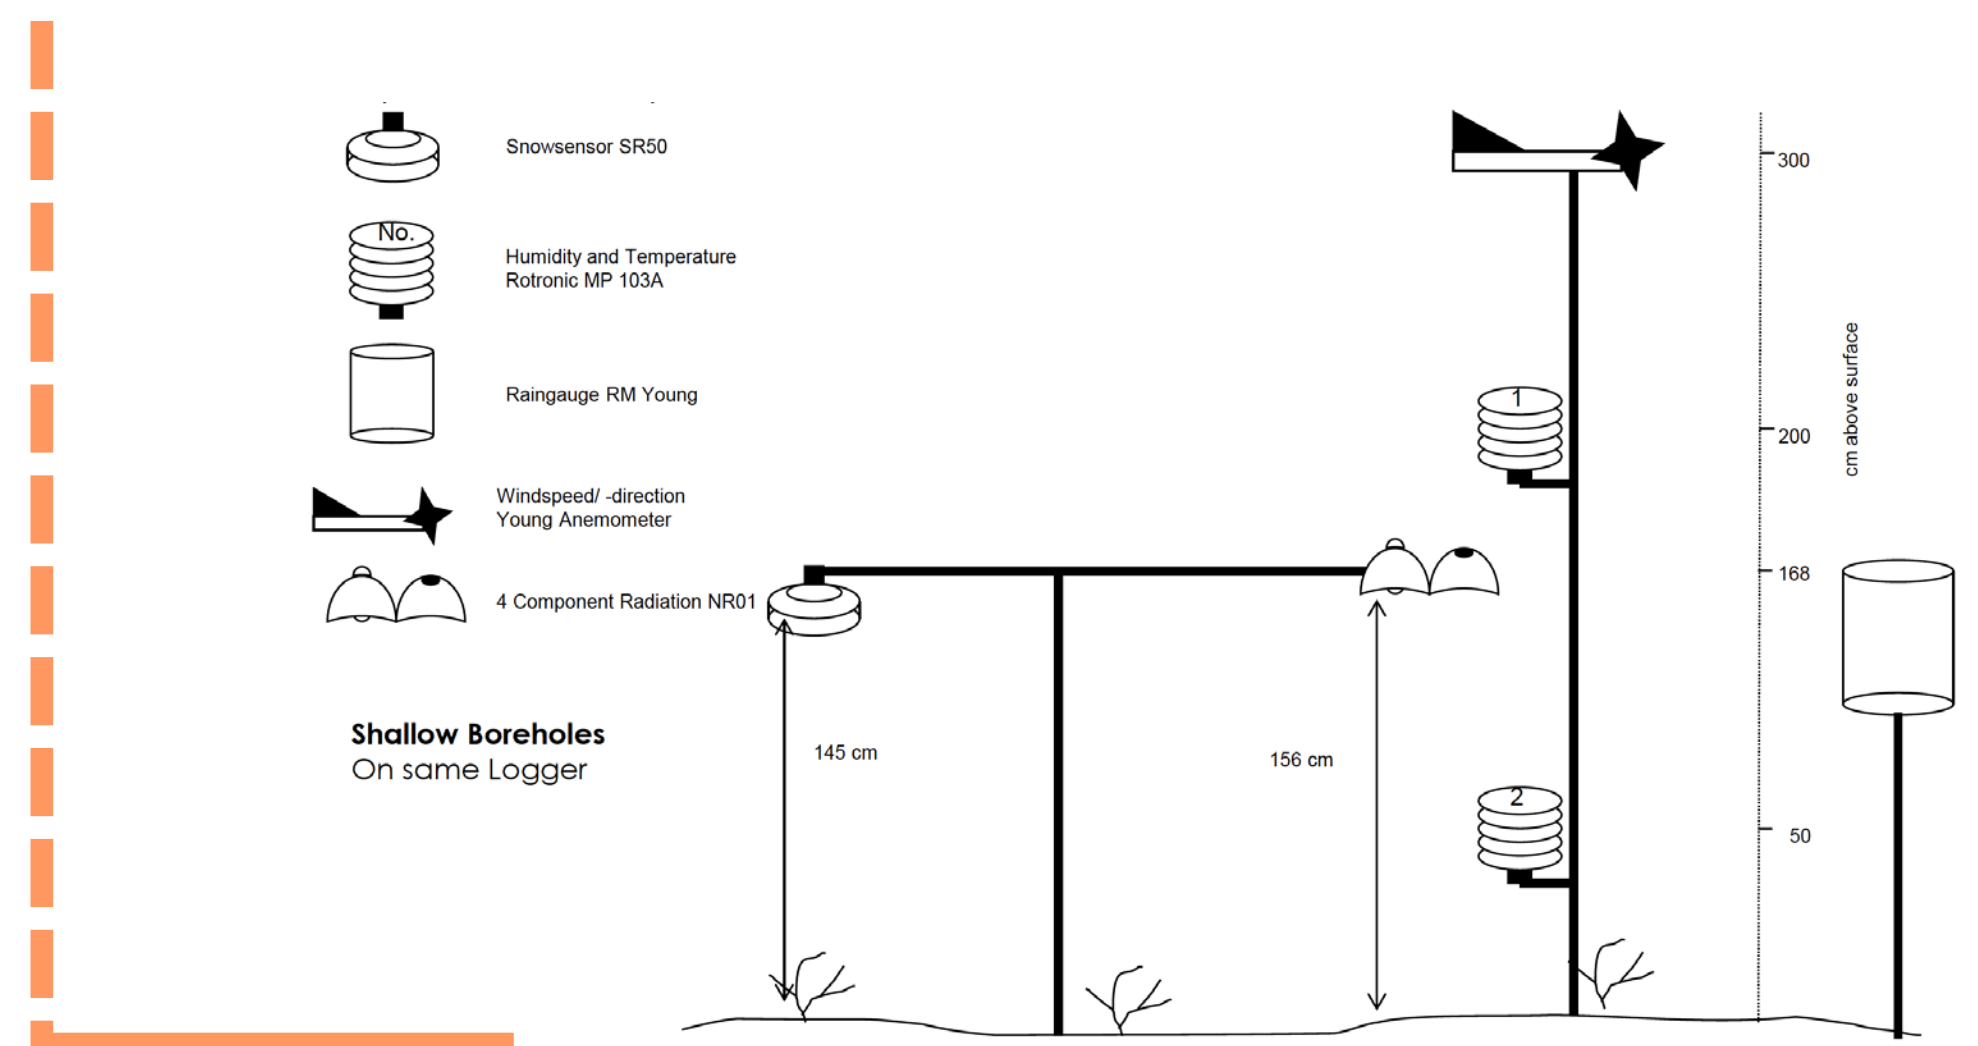 Snowsensor SR50
No.
Humidity and Temperature
Rotronic MP 103A
Raingauge RM Young
Windspeed/ -direction
Young Anemometer
4 Component Radiation NR01
Shallow Boreholes
On same Logger
145 cm
156 cm
1
2
300
200
168
50
cm above surface